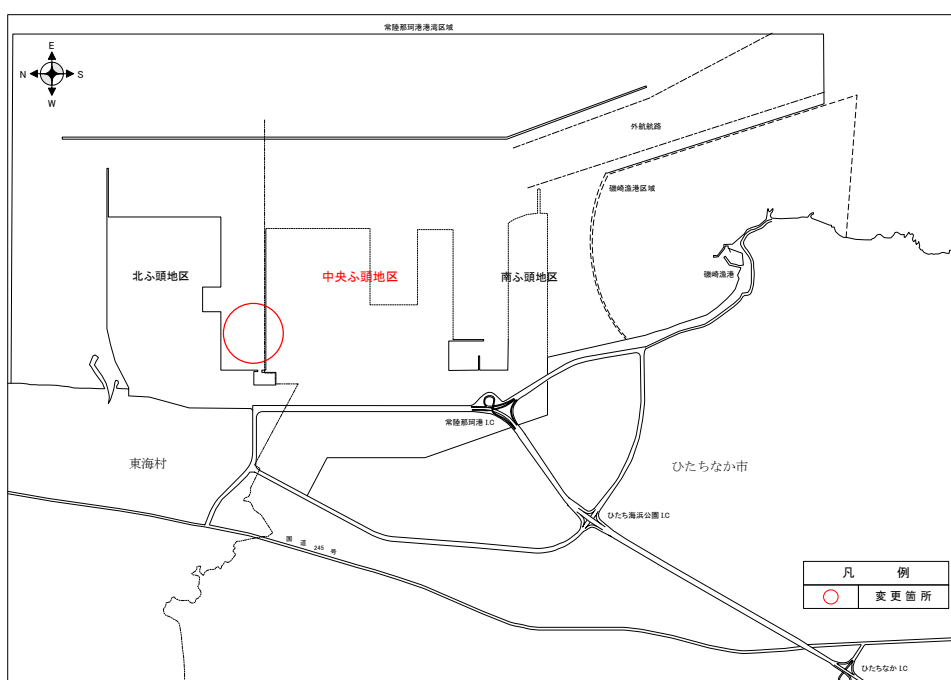 常陸那珂港港湾区域
E
N
S
W
外航航路
磯崎漁港区域
北ふ頭地区
中央ふ頭地区
南ふ頭地区
磯崎漁港
常陸那珂港 I.C
東海村
ひたちなか市
ひたち海浜公園 I.C
国道245号
凡 例
変更箇所
ひたちなか I.C